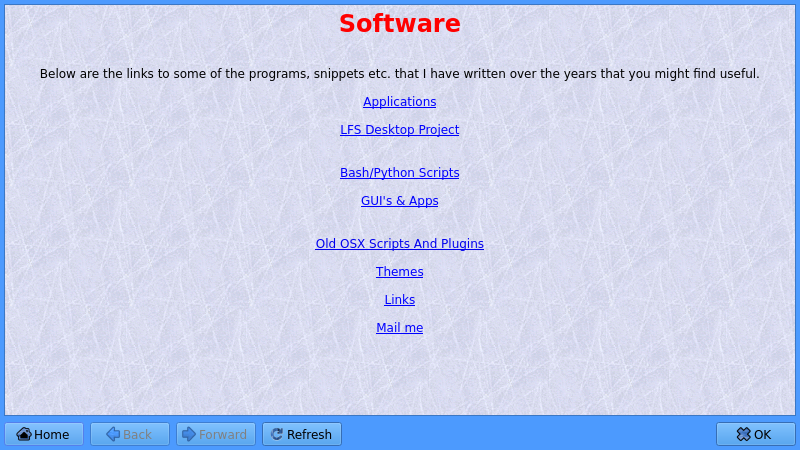 Software
Below are the links to some of the programs, snippets etc. that I have written over the years that you might find useful.
Applications
LFS Desktop Project
Bash/Python Scripts
GUI's & Apps
Old OSX Scripts And Plugins
Themes
Links
Mail me
Home Back Forward Refresh OK